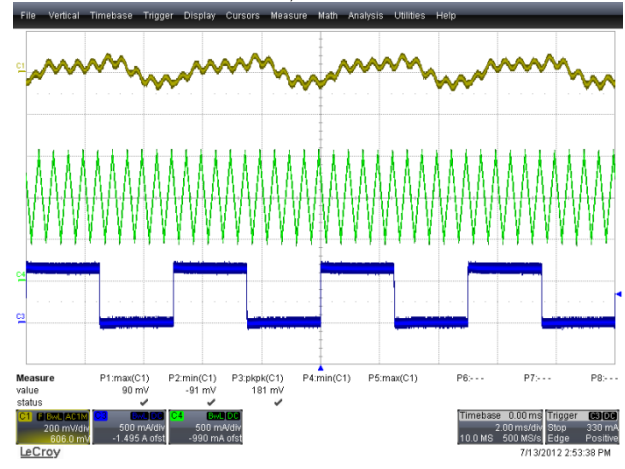 File Vertical Timebase Trigger Display Cursors Measure Math Analysis Utilities Help
C1
C4
C3
Measure P1:max(C1) P2:min(C1) P3:pkpk(C1) P4:min(C1) P5:max(C1) P6:- - - P7:- - - P8:- - -
value 90 mV -91 mV 181 mV
status
C1 F BwL AC1M C4 BwL DC Timebase 0.00 ms Trigger C3 DC
200 mV/div 500 mA/div 500 mA/div 2.00 ms/div Stop 330 mA
606.0 mV -1.495 A ofst -990 mA ofst 10.0 MS 500 MS/s Edge Positive
LeCroy 7/13/2012 2:53:38 PM